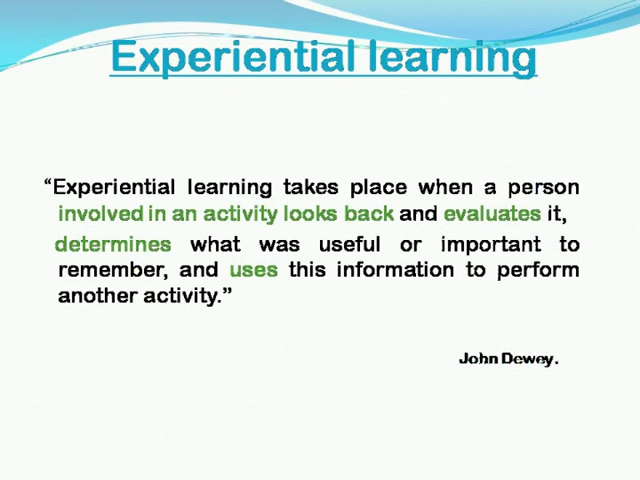 Experiential learning
“Experiential learning takes place when a person
involved in an activity looks back and evaluates it,
determines what was useful or important to
remember, and uses this information to perform
another activity.”
John Dewey.